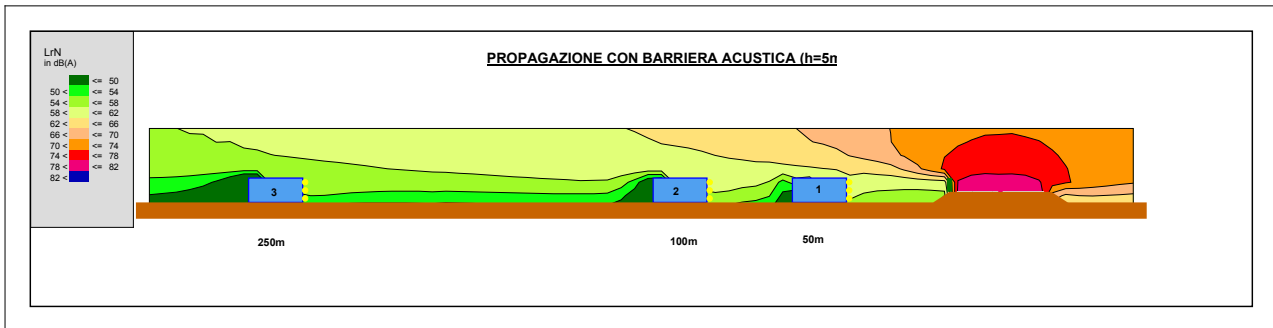 PROPAGAZIONE CON BARRIERA ACUSTICA (h=5m
LrN
in dB(A)
<= 50
50 < <= 54
54 < <= 58
58 < <= 62
62 < <= 66
66 < <= 70
70 < <= 74
74 < <= 78
78 < <= 82
82 <
3
2
1
250m
100m
50m